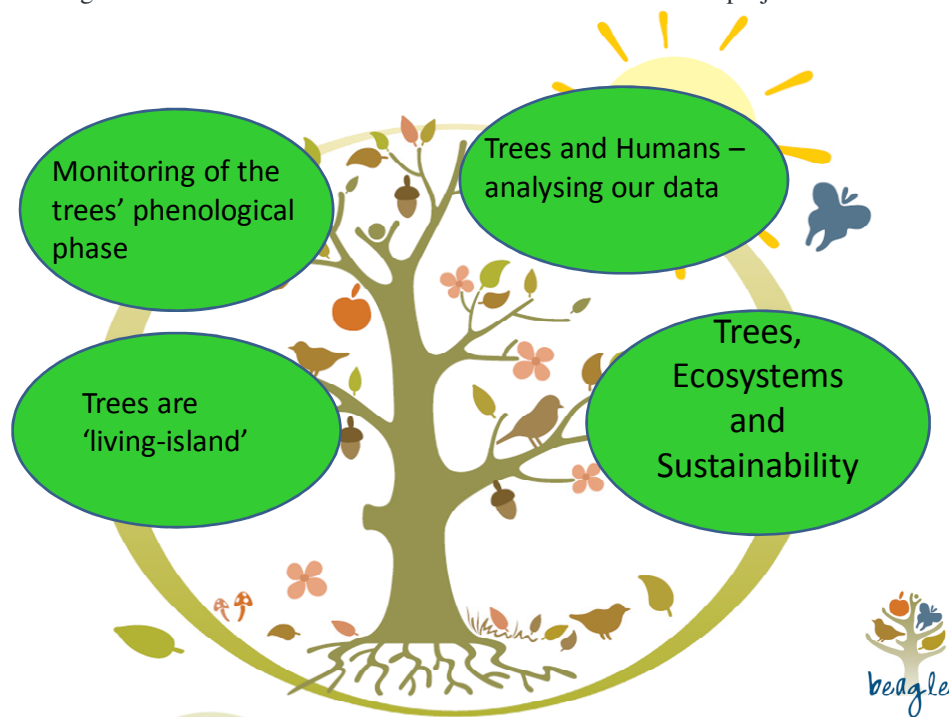 Monitoring of the
trees’ phenological
phase
Trees and Humans –
analysing our data
Trees are
‘living-island’
Trees,
Ecosystems
and
Sustainability
beagle